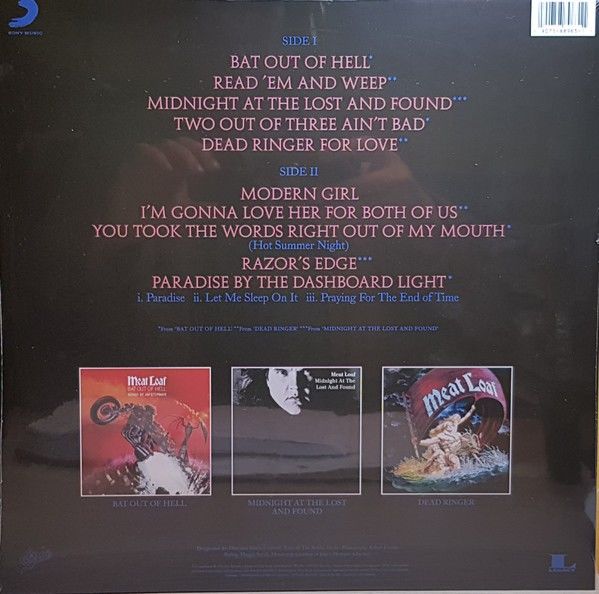 SONY MUSIC
SIDE I
BAT OUT OF HELL*
READ 'EM AND WEEP**
MIDNIGHT AT THE LOST AND FOUND***
TWO OUT OF THREE AIN'T BAD*
DEAD RINGER FOR LOVE**
SIDE II
MODERN GIRL
I'M GONNA LOVE HER FOR BOTH OF US**
YOU TOOK THE WORDS RIGHT OUT OF MY MOUTH*
(Hot Summer Night)
RAZOR'S EDGE***
PARADISE BY THE DASHBOARD LIGHT*
i. Paradise ii. Let Me Sleep On It iii. Praying For The End of Time
*From 'BAT OUT OF HELL' **From 'DEAD RINGER' ***From 'MIDNIGHT AT THE LOST AND FOUND'
Meat Loaf
BAT OUT OF HELL
Meat Loaf
Midnight At The
Lost And Found
Meat Loaf
BAT OUT OF HELL
MIDNIGHT AT THE LOST
AND FOUND
DEAD RINGER